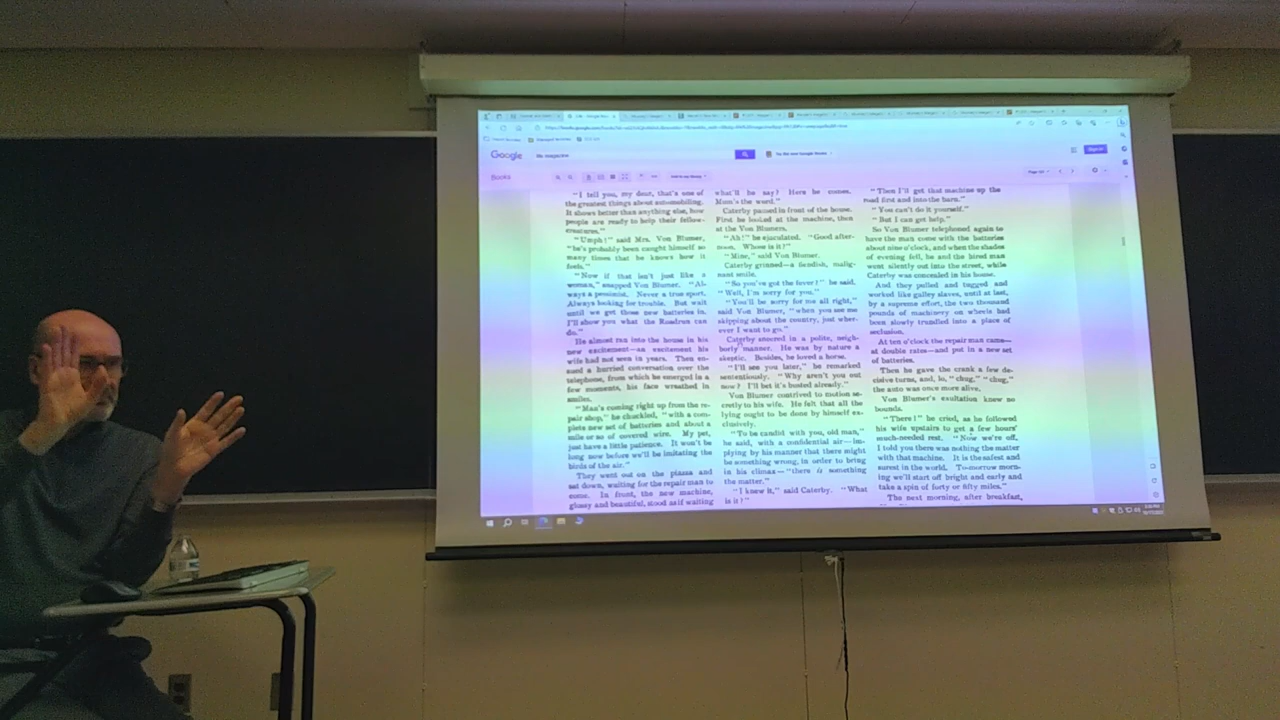 Google
life magazine
Try the new Google Books
Sign in
Books
Add to my library
"I tell you, my dear, that's one of
the greatest things about automobiling.
It shows better than anything else, how
people are ready to help their fellow-
creatures."
"Umph!" said Mrs. Von Blumer,
"he's probably been caught himself so
many times that he knows how it
feels."
"Now if that isn't just like a
woman," snapped Von Blumer. "Al-
ways a pessimist. Never a true sport.
Always looking for trouble. But wait
until we get those new batteries in.
I'll show you what the Roadrun can
do."
He almost ran into the house in his
new excitement—an excitement his
wife had not seen in years. Then en-
sued a hurried conversation over the
telephone, from which he emerged in a
few moments, his face wreathed in
smiles.
"Man's coming right up from the re-
pair shop," he chuckled, "with a com-
plete new set of batteries and about a
mile or so of covered wire. My pet,
just have a little patience. It won't be
long now before we'll be imitating the
birds of the air."
They went out on the piazza and
sat down, waiting for the repair man to
come. In front, the new machine,
glossy and beautiful, stood as if waiting
what'll he say? Here he comes.
Mum's the word."
Caterby paused in front of the house.
First he looked at the machine, then
at the Von Blumers.
"Ah!" he ejaculated. "Good after-
noon. Whose is it?"
"Mine," said Von Blumer.
Caterby grinned—a fiendish, malig-
nant smile.
"So you've got the fever?" he said.
"Well, I'm sorry for you."
"You'll be sorry for me all right,"
said Von Blumer, "when you see me
skipping about the country, just wher-
ever I want to go."
Caterby sneered in a polite, neigh-
borly manner. He was by nature a
skeptic. Besides, he loved a horse.
"I'll see you later," he remarked
sententiously. "Why aren't you out
now? I'll bet it's busted already."
Von Blumer contrived to motion se-
cretly to his wife. He felt that all the
lying ought to be done by himself ex-
clusively.
"To be candid with you, old man,"
he said, with a confidential air—im-
plying by his manner that there might
be something wrong, in order to bring
in his climax—"there is something
the matter."
"I knew it," said Caterby. "What
is it?"
"Then I'll get that machine up the
road first and into the barn."
"You can't do it yourself."
"But I can get help."
So Von Blumer telephoned again to
have the man come with the batteries
about nine o'clock, and when the shades
of evening fell, he and the hired man
went silently out into the street, while
Caterby was concealed in his house.
And they pulled and tugged and
worked like galley slaves, until at last,
by a supreme effort, the two thousand
pounds of machinery on wheels had
been slowly trundled into a place of
seclusion.
At ten o'clock the repair man came—
at double rates—and put in a new set
of batteries.
Then he gave the crank a few de-
cisive turns, and, lo, "chug," "chug,"
the auto was once more alive.
Von Blumer's exultation knew no
bounds.
"There!" he cried, as he followed
his wife upstairs to get a few hours'
much-needed rest. "Now we're off.
I told you there was nothing the matter
with that machine. It is the safest and
surest in the world. To-morrow morn-
ing we'll start off bright and early and
take a spin of forty or fifty miles."
The next morning, after breakfast,